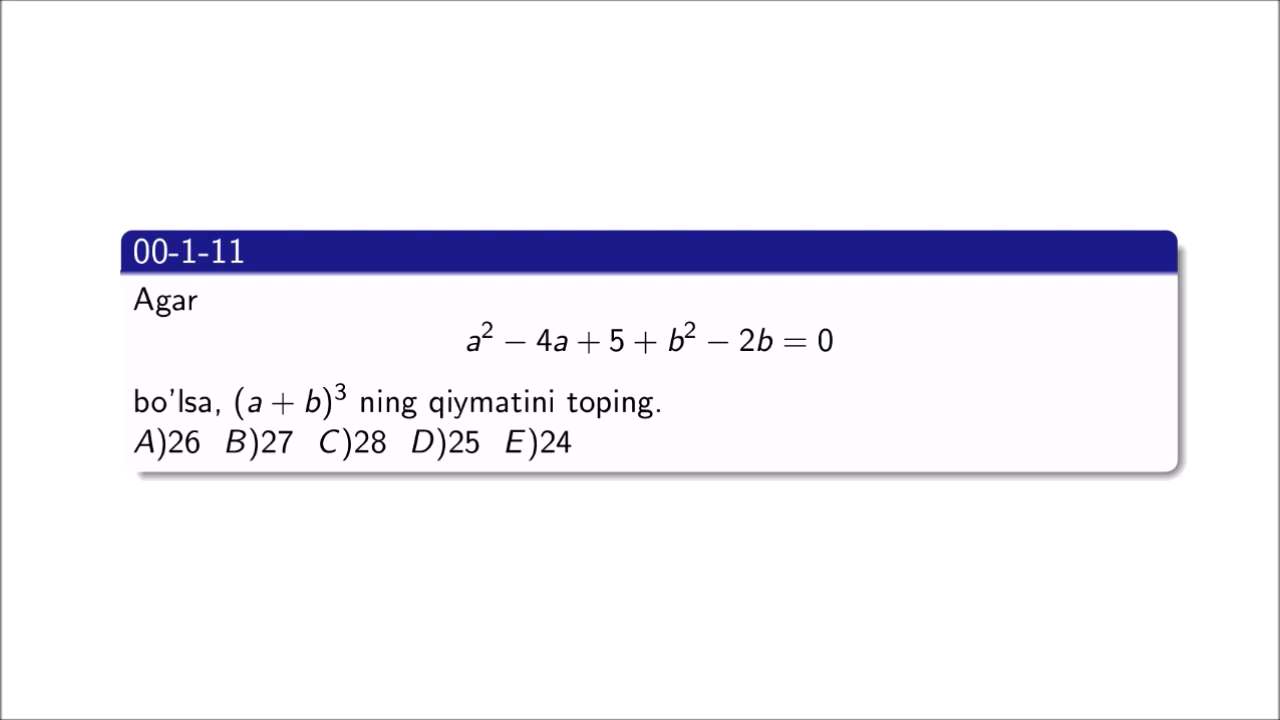 00-1-11
Agar
a² − 4a + 5 + b² − 2b = 0
bo'lsa, (a + b)³ ning qiymatini toping.
A)26 B)27 C)28 D)25 E)24